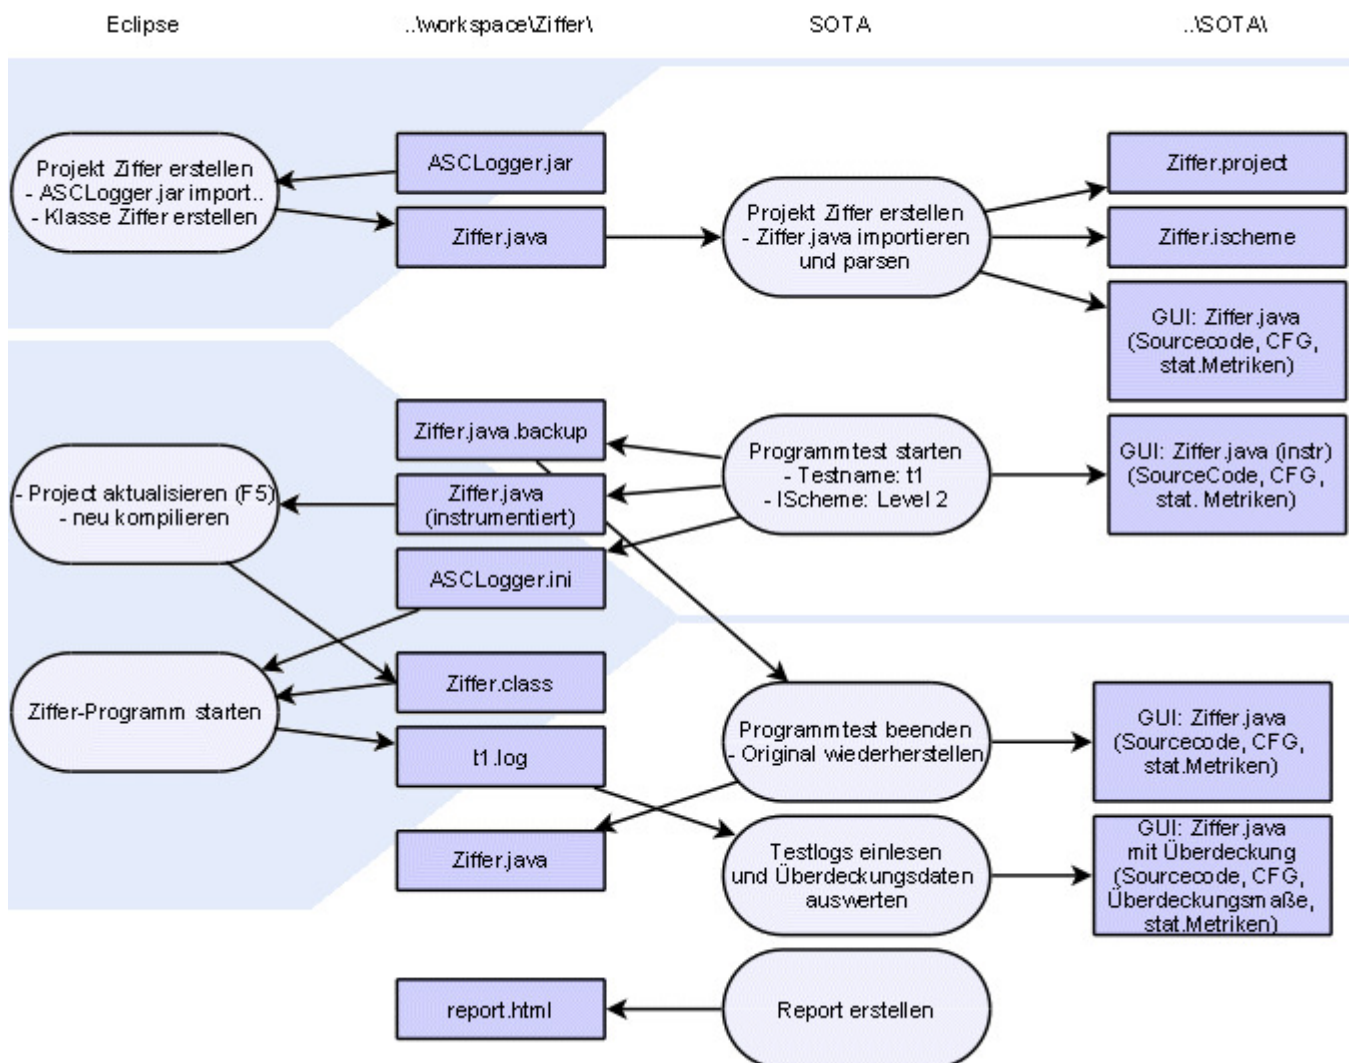 Eclipse
..\workspace\Ziffer\
SOTA
..\SOTA\
Projekt Ziffer erstellen
- ASCLogger.jar import..
- Klasse Ziffer erstellen
ASCLogger.jar
Ziffer.java
Projekt Ziffer erstellen
- Ziffer.java importieren
und parsen
Ziffer.project
Ziffer.ischeme
GUI: Ziffer.java
(Sourcecode, CFG,
stat.Metriken)
- Project aktualisieren (F5)
- neu kompilieren
Ziffer.java.backup
Ziffer.java
(instrumentiert)
ASCLogger.ini
Programmtest starten
- Testname: t1
- IScheme: Level 2
GUI: Ziffer.java (instr)
(SourceCode, CFG,
stat. Metriken)
Ziffer-Programm starten
Ziffer.class
t1.log
Ziffer.java
Programmtest beenden
- Original wiederherstellen
GUI: Ziffer.java
(Sourcecode, CFG,
stat.Metriken)
Testlogs einlesen
und Überdeckungsdaten
auswerten
GUI: Ziffer.java
mit Überdeckung
(Sourcecode, CFG,
Überdeckungsmaße,
stat.Metriken)
report.html
Report erstellen